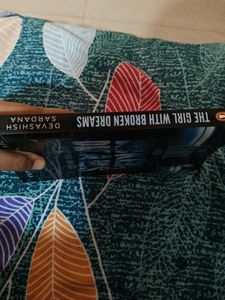 THE GIRL WITH BROKEN DREAMS
DEVASHISH
SARDANA